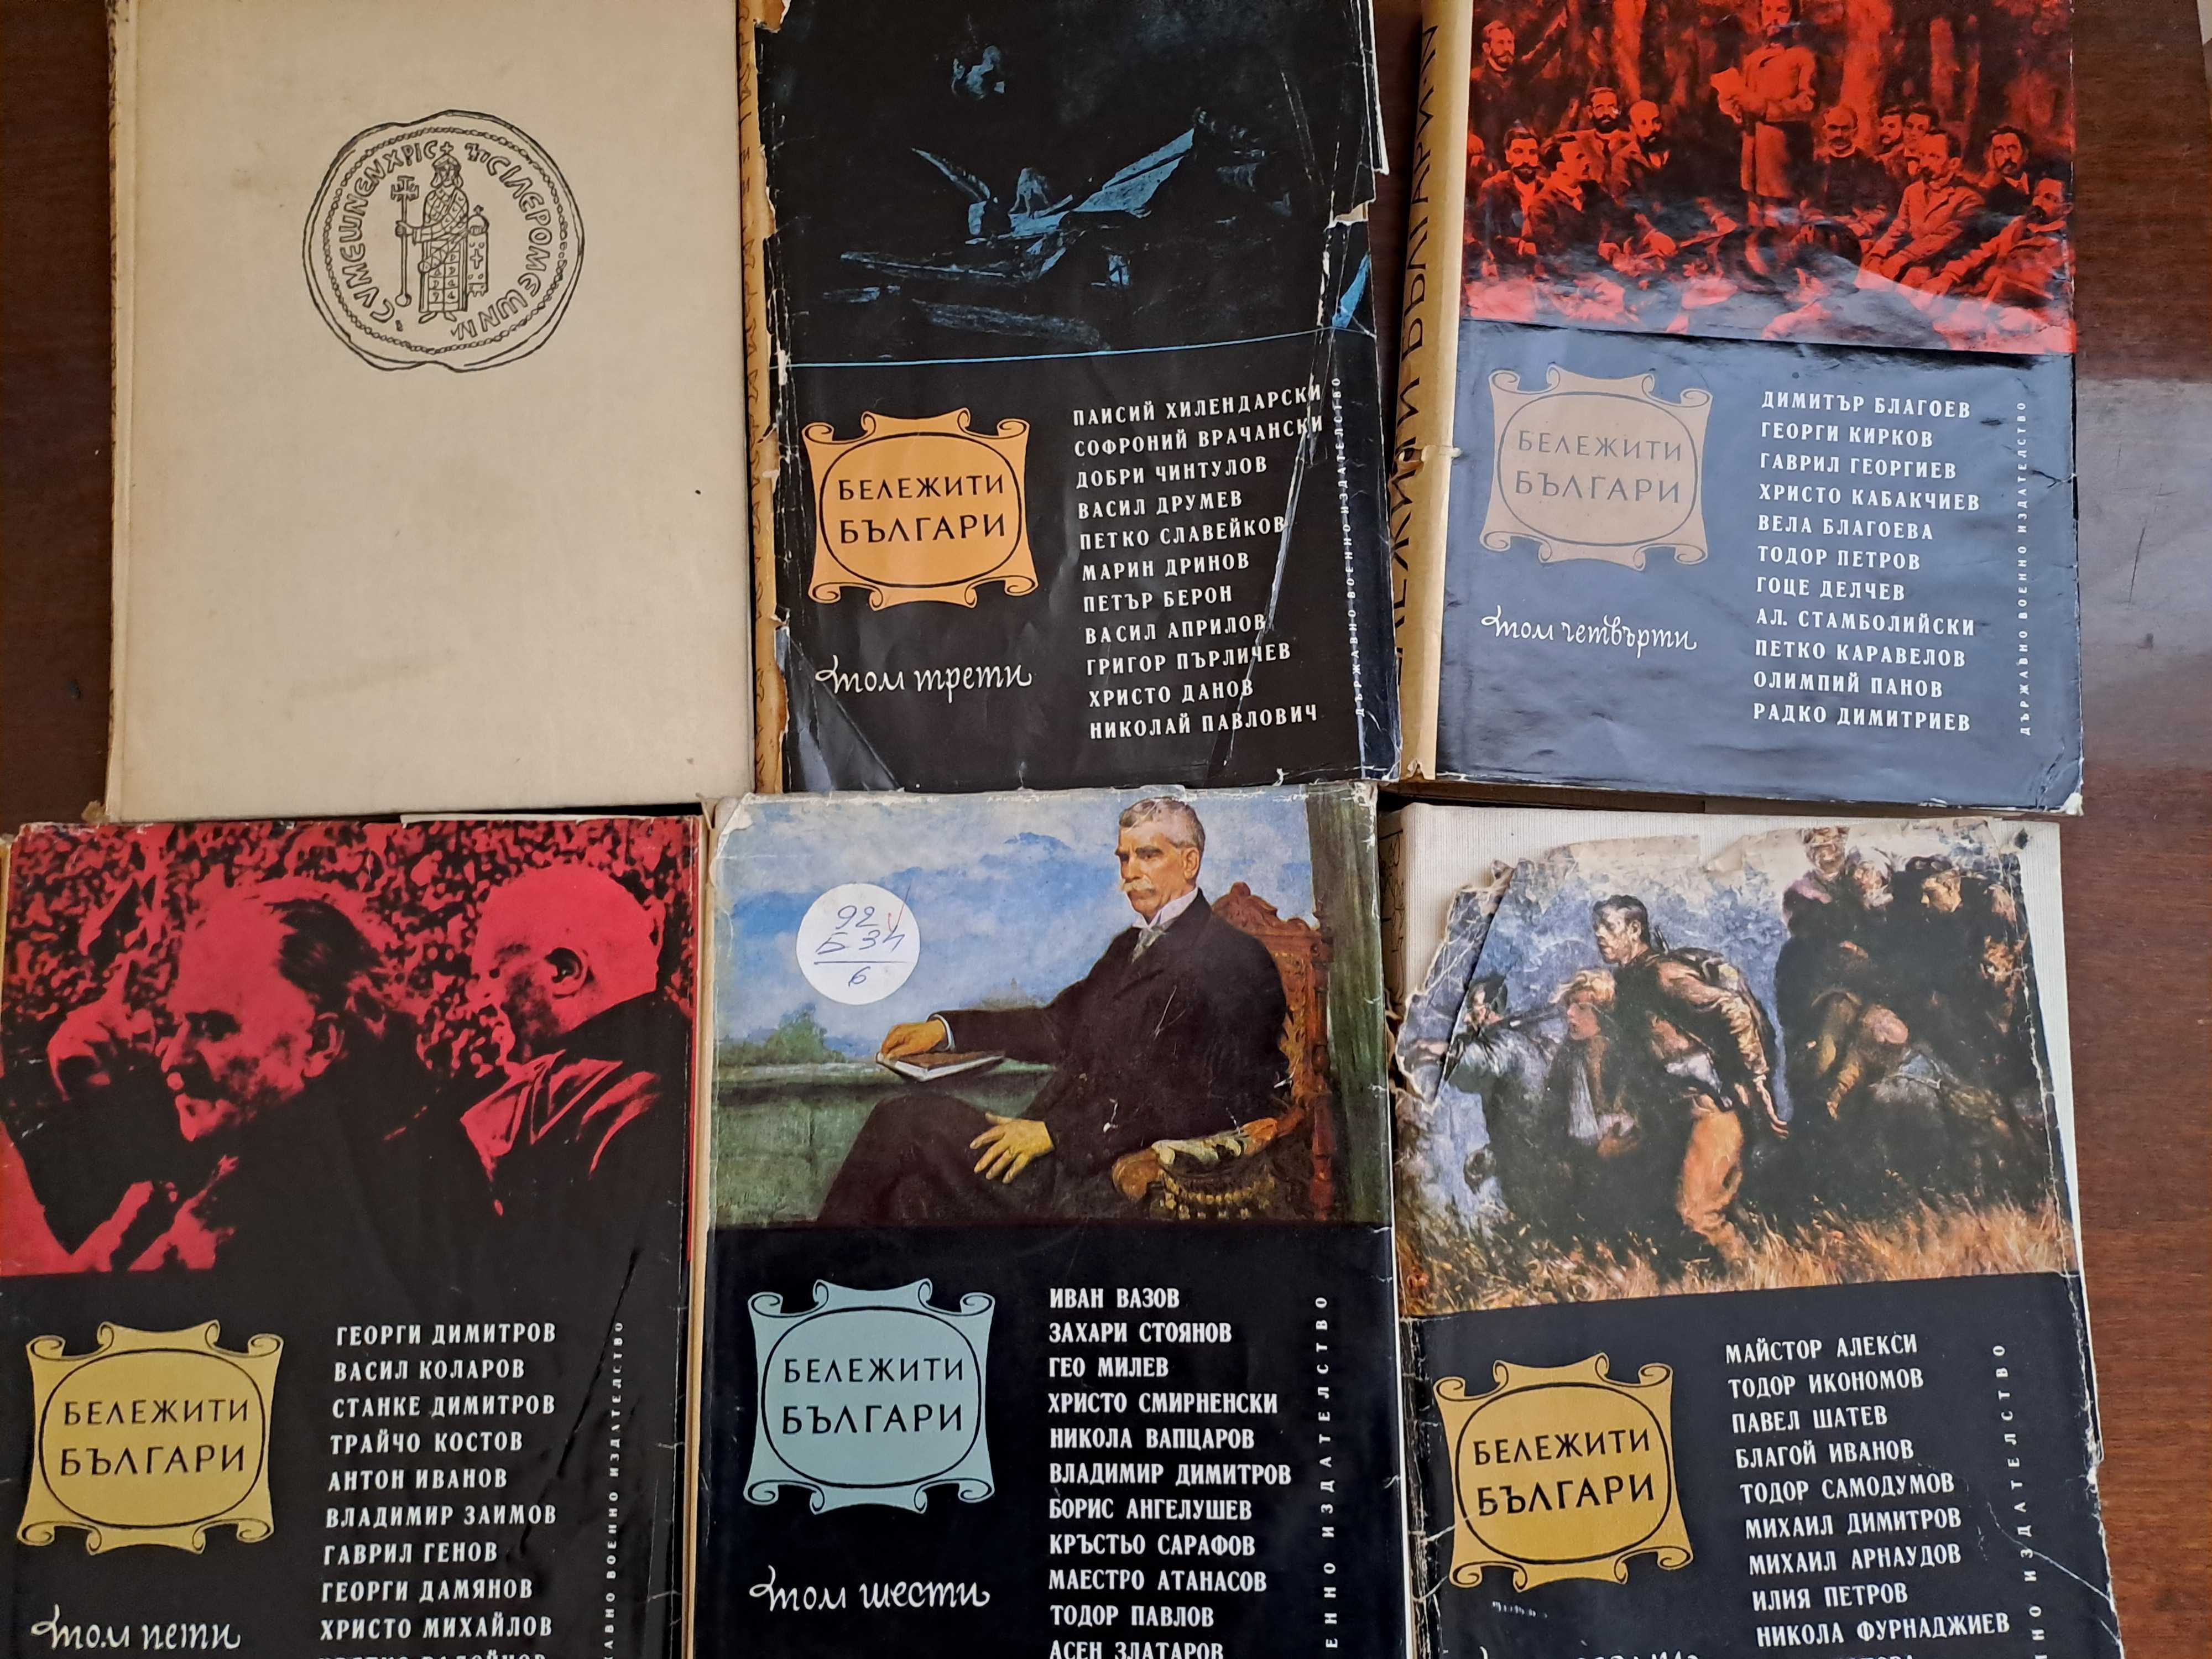 БЕЛЕЖИТИ
БЪЛГАРИ
том трети
ПАИСИЙ ХИЛЕНДАРСКИ
СОФРОНИЙ ВРАЧАНСКИ
ДОБРИ ЧИНТУЛОВ
ВАСИЛ ДРУМЕВ
ПЕТКО СЛАВЕЙКОВ
МАРИН ДРИНОВ
ПЕТЪР БЕРОН
ВАСИЛ АПРИЛОВ
ГРИГОР ПЪРЛИЧЕВ
ХРИСТО ДАНОВ
НИКОЛАЙ ПАВЛОВИЧ
ДЪРЖАВНО ВОЕННО ИЗДАТЕЛСТВО
БЕЛЕЖИТИ
БЪЛГАРИ
том четвърти
ДИМИТЪР БЛАГОЕВ
ГЕОРГИ КИРКОВ
ГАВРИЛ ГЕОРГИЕВ
ХРИСТО КАБАКЧИЕВ
ВЕЛА БЛАГОЕВА
ТОДОР ПЕТРОВ
ГОЦЕ ДЕЛЧЕВ
АЛ. СТАМБОЛИЙСКИ
ПЕТКО КАРАВЕЛОВ
ОЛИМПИЙ ПАНОВ
РАДКО ДИМИТРИЕВ
ДЪРЖАВНО ВОЕННО ИЗДАТЕЛСТВО
БЕЛЕЖИТИ
БЪЛГАРИ
том пети
ГЕОРГИ ДИМИТРОВ
ВАСИЛ КОЛАРОВ
СТАНКЕ ДИМИТРОВ
ТРАЙЧО КОСТОВ
АНТОН ИВАНОВ
ВЛАДИМИР ЗАИМОВ
ГАВРИЛ ГЕНОВ
ГЕОРГИ ДАМЯНОВ
ХРИСТО МИХАЙЛОВ
ВОЕННО ИЗДАТЕЛСТВО
92
Б 34
6
БЕЛЕЖИТИ
БЪЛГАРИ
том шести
ИВАН ВАЗОВ
ЗАХАРИ СТОЯНОВ
ГЕО МИЛЕВ
ХРИСТО СМИРНЕНСКИ
НИКОЛА ВАПЦАРОВ
ВЛАДИМИР ДИМИТРОВ
БОРИС АНГЕЛУШЕВ
КРЪСТЬО САРАФОВ
МАЕСТРО АТАНАСОВ
ТОДОР ПАВЛОВ
АСЕН ЗЛАТАРОВ
ЕННО ИЗДАТЕЛСТВО
БЕЛЕЖИТИ
БЪЛГАРИ
МАЙСТОР АЛЕКСИ
ТОДОР ИКОНОМОВ
ПАВЕЛ ШАТЕВ
БЛАГОЙ ИВАНОВ
ТОДОР САМОДУМОВ
МИХАИЛ ДИМИТРОВ
МИХАИЛ АРНАУДОВ
ИЛИЯ ПЕТРОВ
НИКОЛА ФУРНАДЖИЕВ
НО ИЗДАТЕЛСТВО